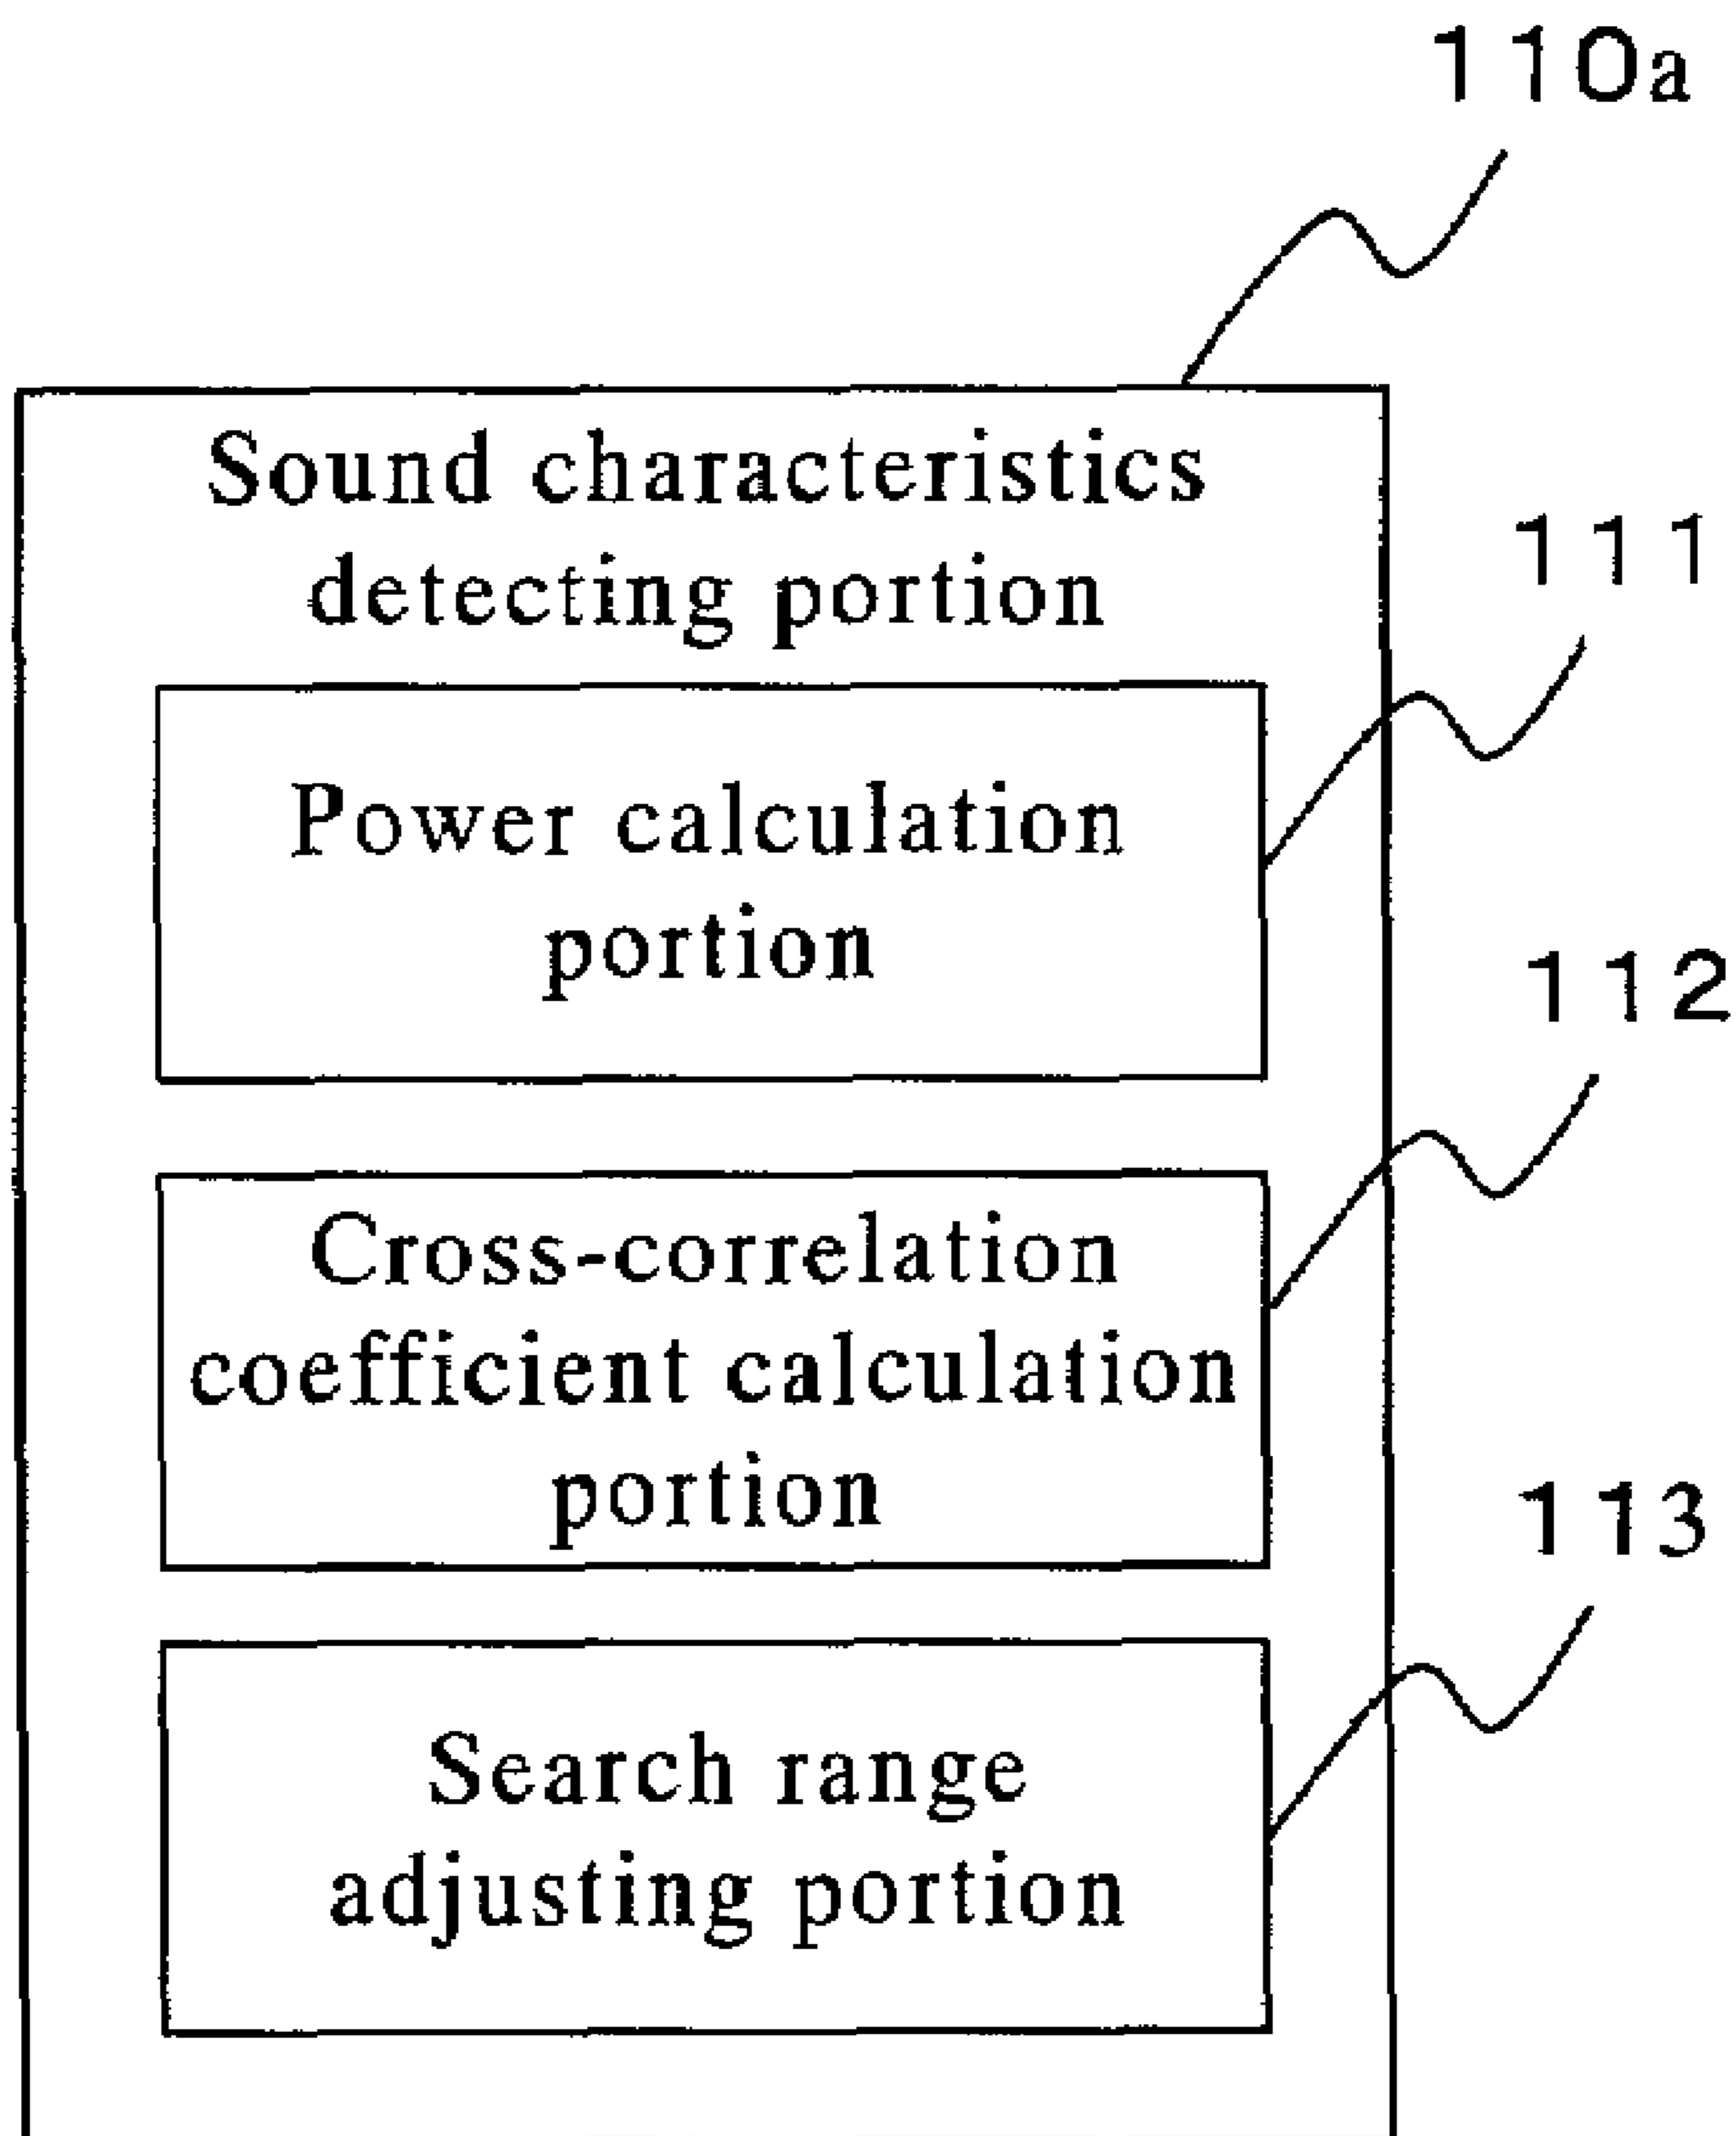 110a
Sound characteristics
detecting portion
111
Power calculation
portion
112
Cross-correlation
coefficient calculation
portion
113
Search range
adjusting portion